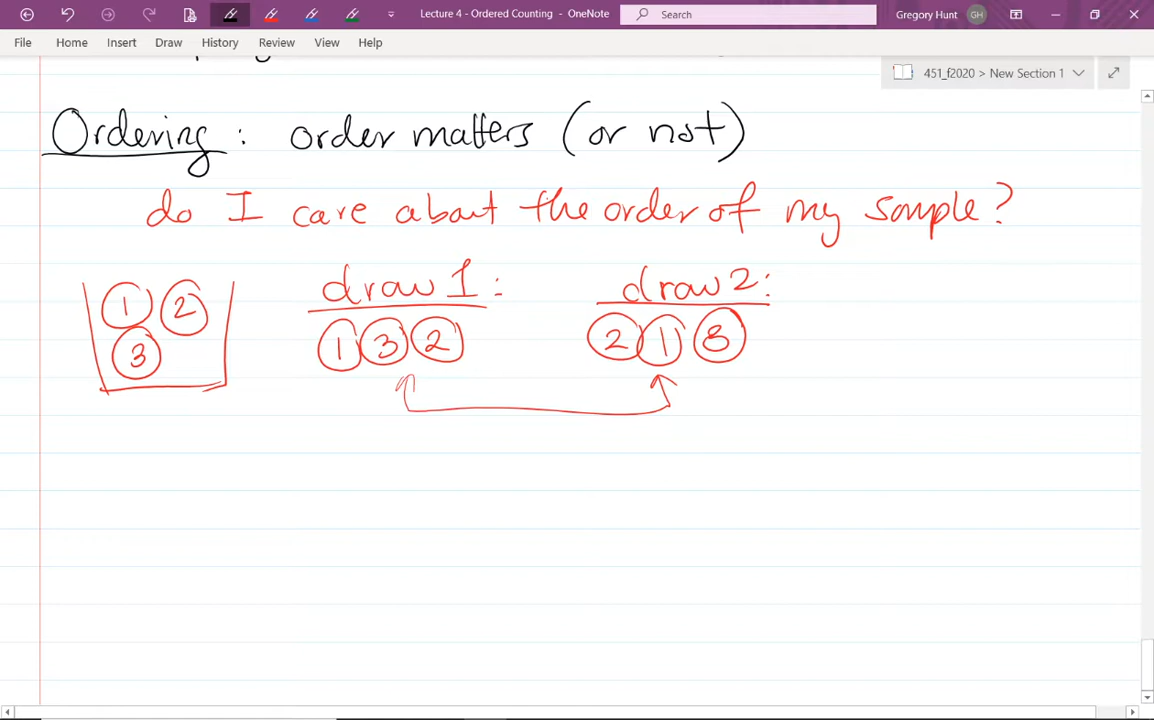 Lecture 4 - Ordered Counting - OneNote
Search
Gregory Hunt
GH
File Home Insert Draw History Review View Help
451_f2020 > New Section 1
Ordering: order matters (or not)
do I care about the order of my sample?
1 2
3
draw 1: draw 2:
1 3 2 2 1 3